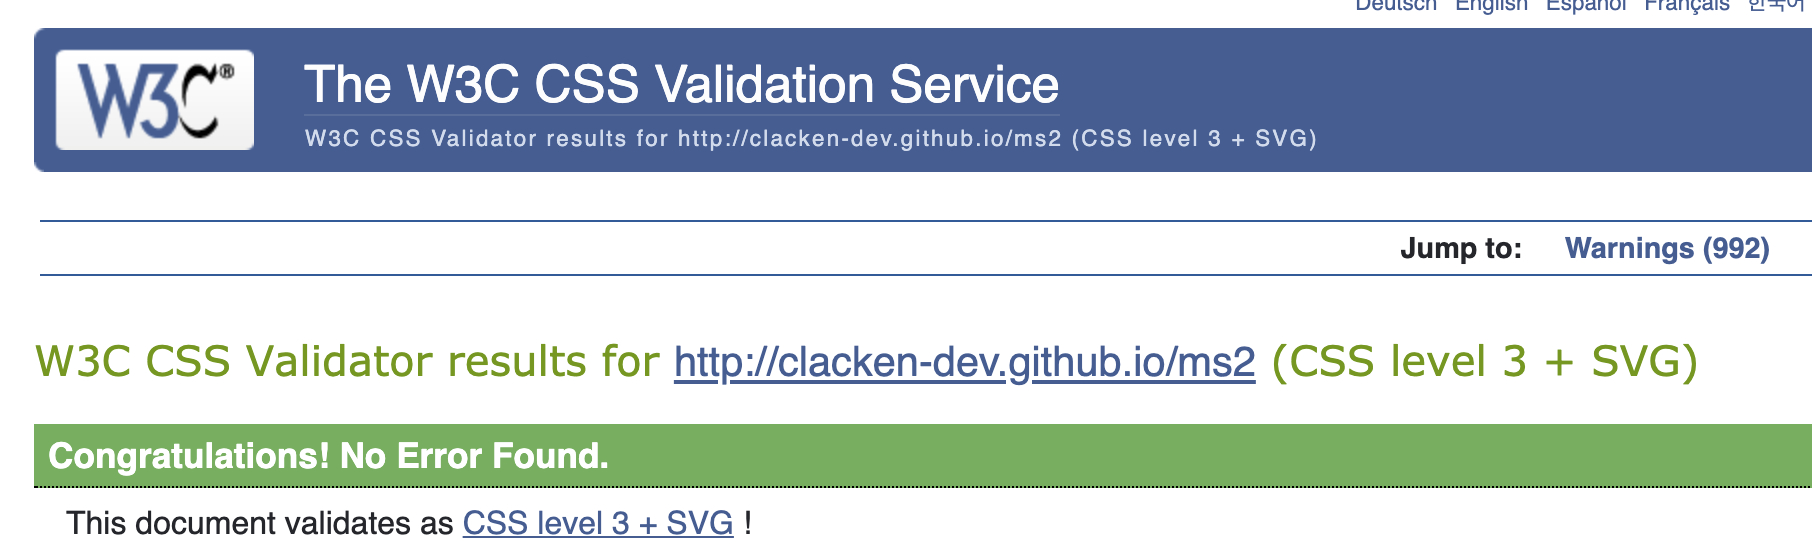 Deutsch English Español Français 한국어
W3C®
The W3C CSS Validation Service
W3C CSS Validator results for http://clacken-dev.github.io/ms2 (CSS level 3 + SVG)
Jump to: Warnings (992)
W3C CSS Validator results for http://clacken-dev.github.io/ms2 (CSS level 3 + SVG)
Congratulations! No Error Found.
This document validates as CSS level 3 + SVG !